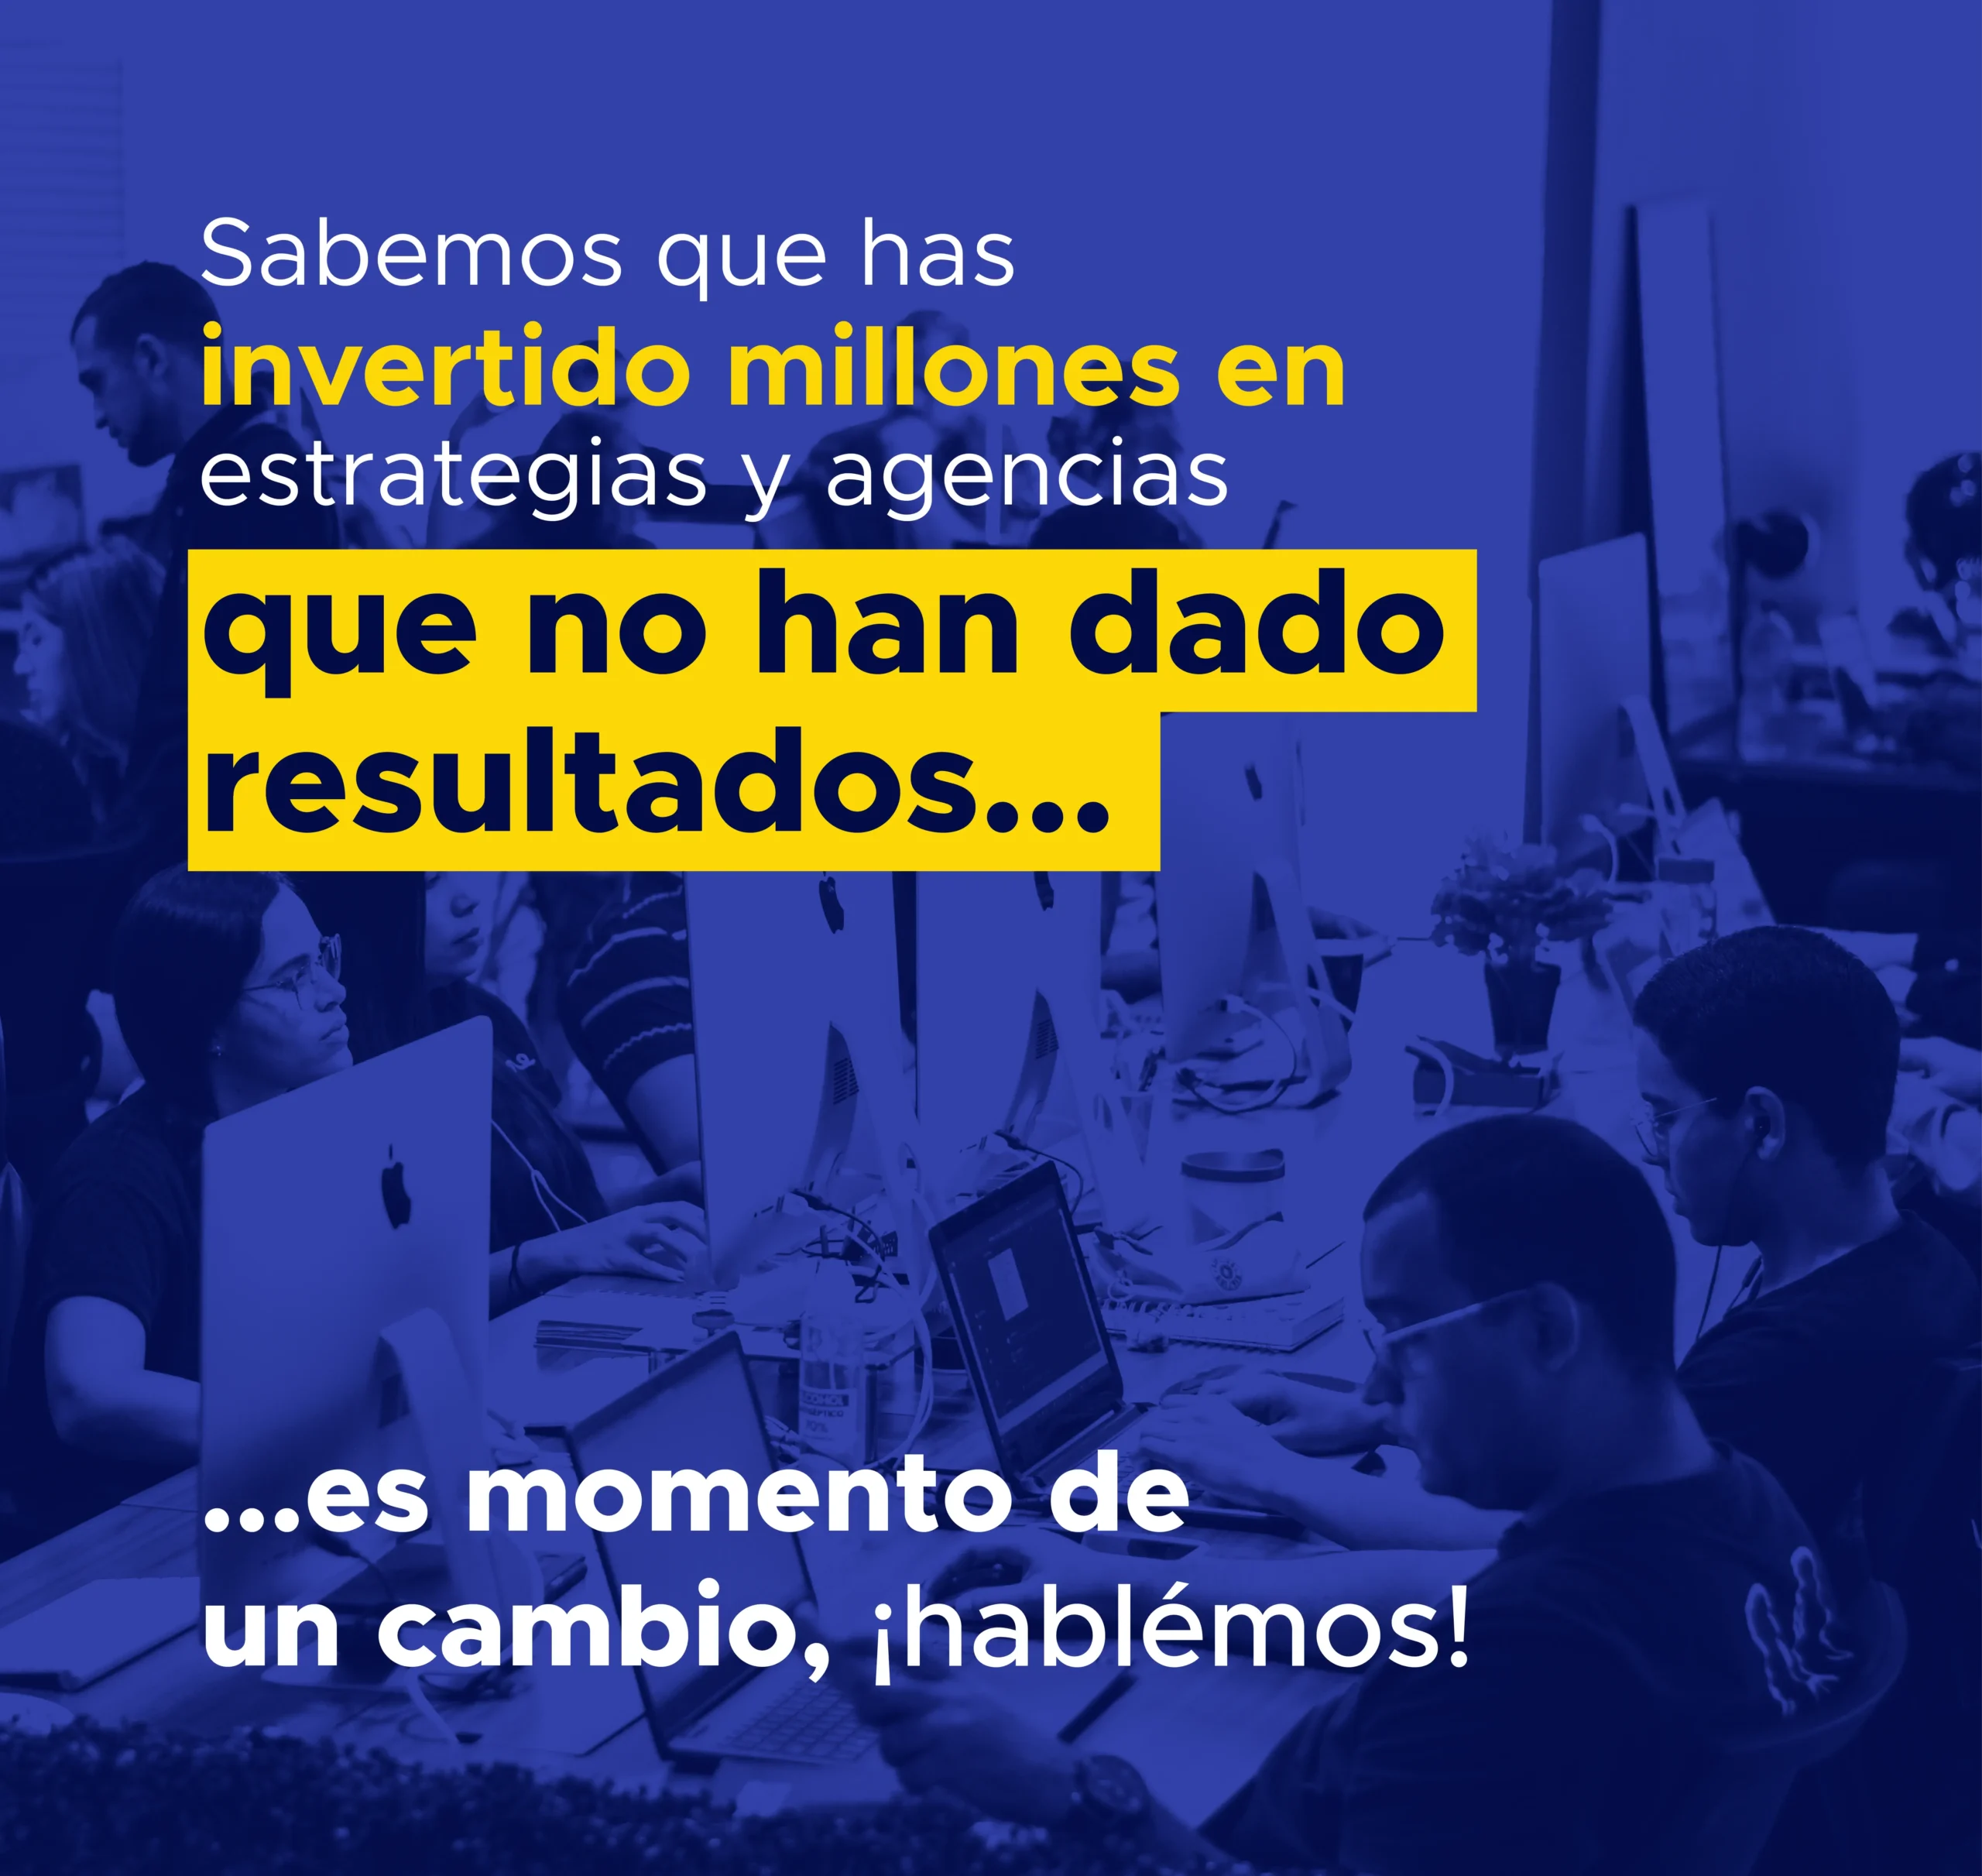 Sabemos que has
invertido millones en
estrategias y agencias
que no han dado
resultados...
...es momento de
un cambio, ¡hablémos!